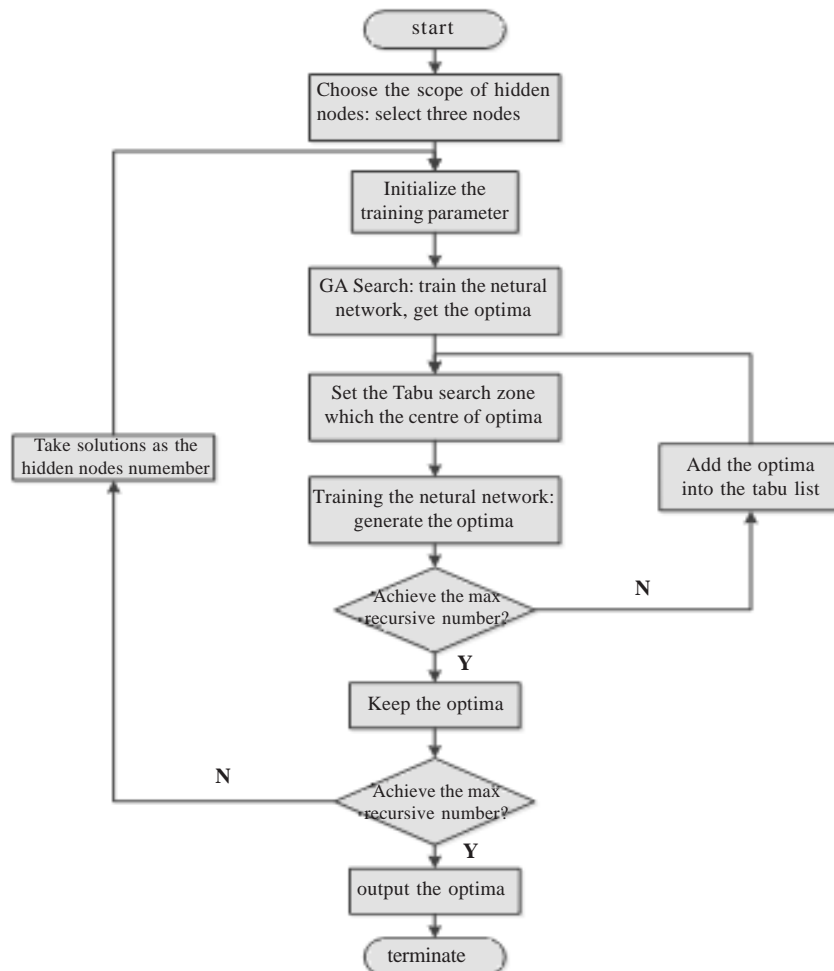 start
Choose the scope of hidden
nodes: select three nodes
Initialize the
training parameter
GA Search: train the netural
network, get the optima
Set the Tabu search zone
which the centre of optima
Take solutions as the
hidden nodes numember
Add the optima
into the tabu list
Training the netural network:
generate the optima
Achieve the max
recursive number?
N
Y
Keep the optima
N
Achieve the max
recursive number?
Y
output the optima
terminate